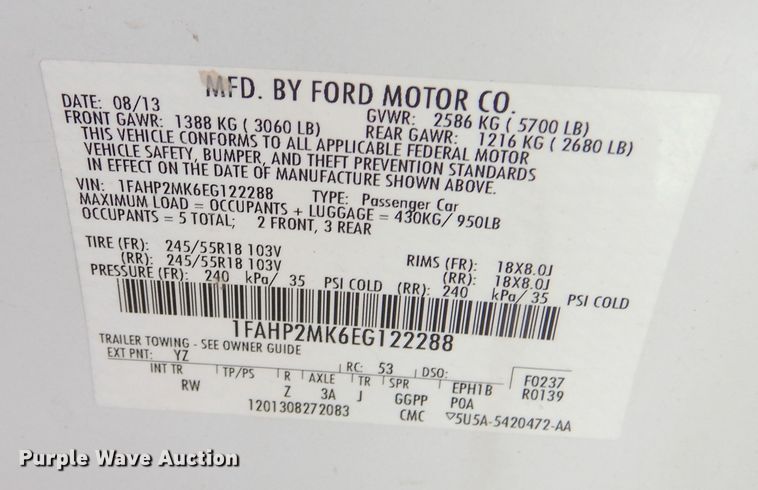 MFD. BY FORD MOTOR CO.
DATE: 08/13 GVWR: 2586 KG ( 5700 LB)
FRONT GAWR: 1388 KG ( 3060 LB) REAR GAWR: 1216 KG ( 2680 LB)
THIS VEHICLE CONFORMS TO ALL APPLICABLE FEDERAL MOTOR
VEHICLE SAFETY, BUMPER, AND THEFT PREVENTION STANDARDS
IN EFFECT ON THE DATE OF MANUFACTURE SHOWN ABOVE.
VIN: 1FAHP2MK6EG122288 TYPE: Passenger Car
MAXIMUM LOAD = OCCUPANTS + LUGGAGE = 430KG/ 950LB
OCCUPANTS = 5 TOTAL; 2 FRONT, 3 REAR
TIRE (FR): 245/55R18 103V RIMS (FR): 18X8.0J
(RR): 245/55R18 103V (RR): 18X8.0J
PRESSURE (FR): 240 kPa/ 35 PSI COLD (RR): 240 kPa/ 35 PSI COLD
1FAHP2MK6EG122288
TRAILER TOWING - SEE OWNER GUIDE
EXT PNT: YZ RC: 53 DSO: F0237
INT TR TP/PS R AXLE TR SPR EPH1B R0139
RW Z 3A J GGPP POA
1201308272083 CMC 5U5A-5420472-AA
Purple Wave Auction